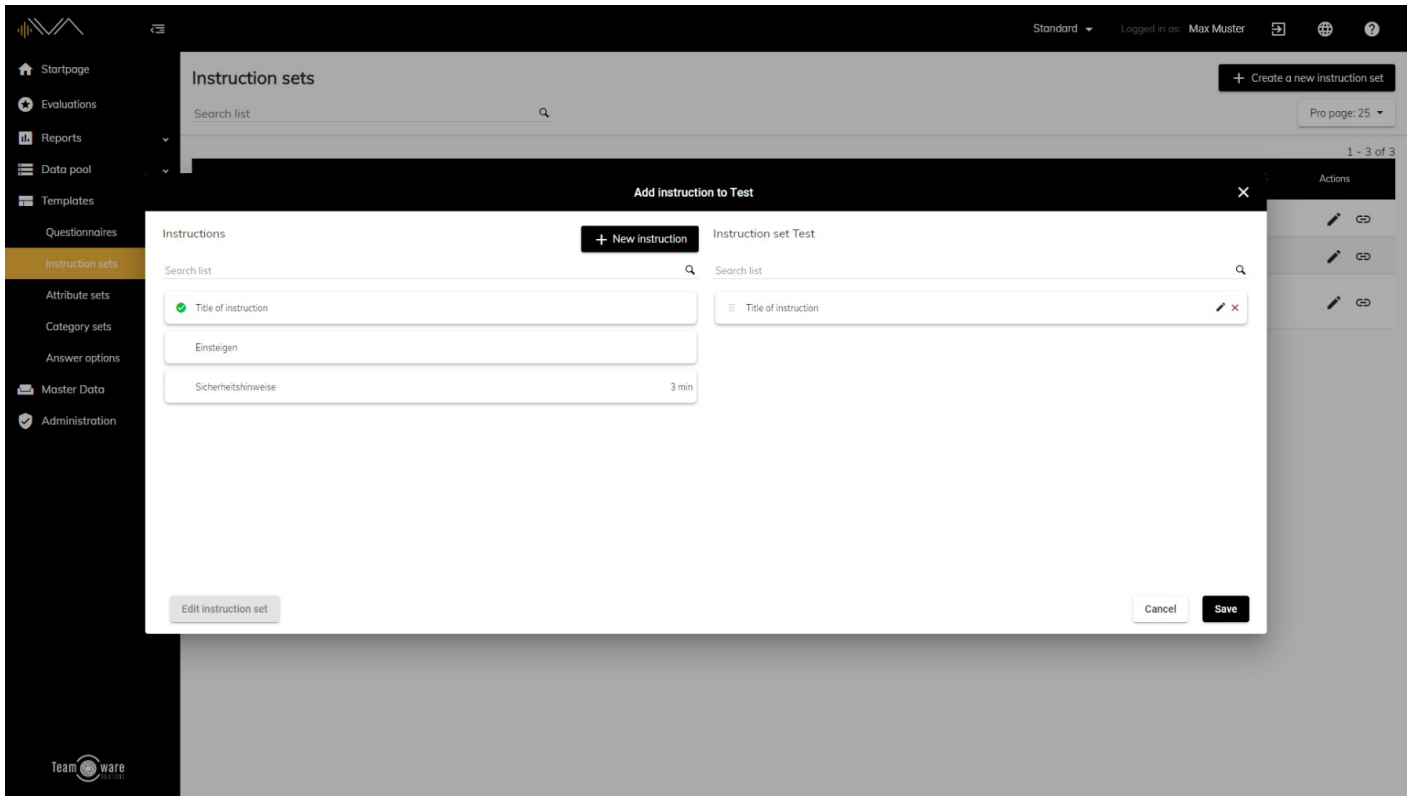 Standard
Logged in as: Max Muster
Startpage
Evaluations
Reports
Data pool
Templates
Questionnaires
Instruction sets
Attribute sets
Category sets
Answer options
Master Data
Administration
Team ware
SOLUTIONS
Instruction sets
+ Create a new instruction set
Search list
Pro page: 25
1 - 3 of 3
Actions
Add instruction to Test
Instructions
+ New instruction
Search list
Title of instruction
Einsteigen
Sicherheitshinweise 3 min
Instruction set Test
Search list
Title of instruction
Edit instruction set
Cancel
Save